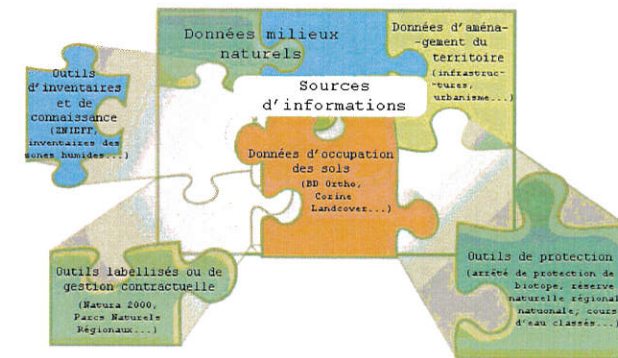 Données milieux
naturels
Données d'aména-
-gement du
territoire
(infrastruc-
tures,
urbanisme...)
Sources
d'informations
Outils
d'inventaires
et de
connaissance
(ZNIEFF,
inventaires des
zones humides...)
Données d'occupation
des sols
(BD Ortho,
Corine
Landcover...)
Outils labellisés ou de
gestion contractuelle
(Natura 2000,
Parcs Naturels
Régionaux...)
Outils de protection
(arrêté de protection de
biotope, réserve
naturelle régional
natuonale, cours
d'eau classés...)